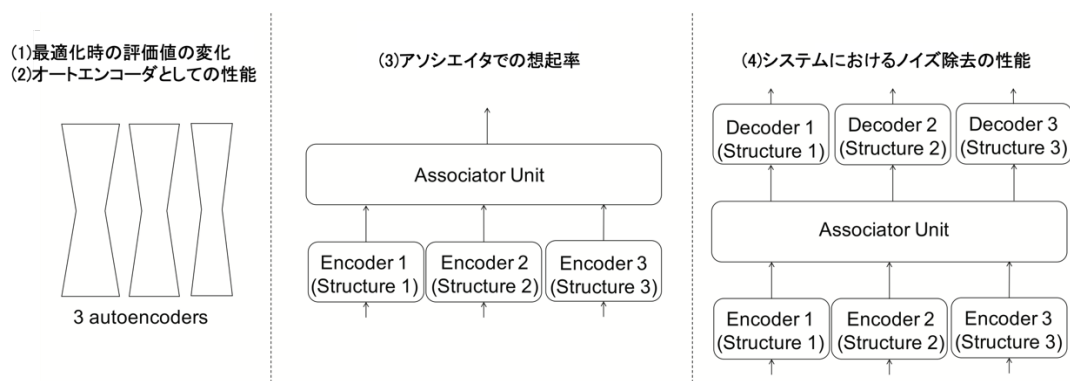 (1)最適化時の評価値の変化
(2)オートエンコーダとしての性能
3 autoencoders
(3)アソシエイタでの想起率
Associator Unit
Encoder 1
(Structure 1)
Encoder 2
(Structure 2)
Encoder 3
(Structure 3)
(4)システムにおけるノイズ除去の性能
Decoder 1
(Structure 1)
Decoder 2
(Structure 2)
Decoder 3
(Structure 3)
Associator Unit
Encoder 1
(Structure 1)
Encoder 2
(Structure 2)
Encoder 3
(Structure 3)